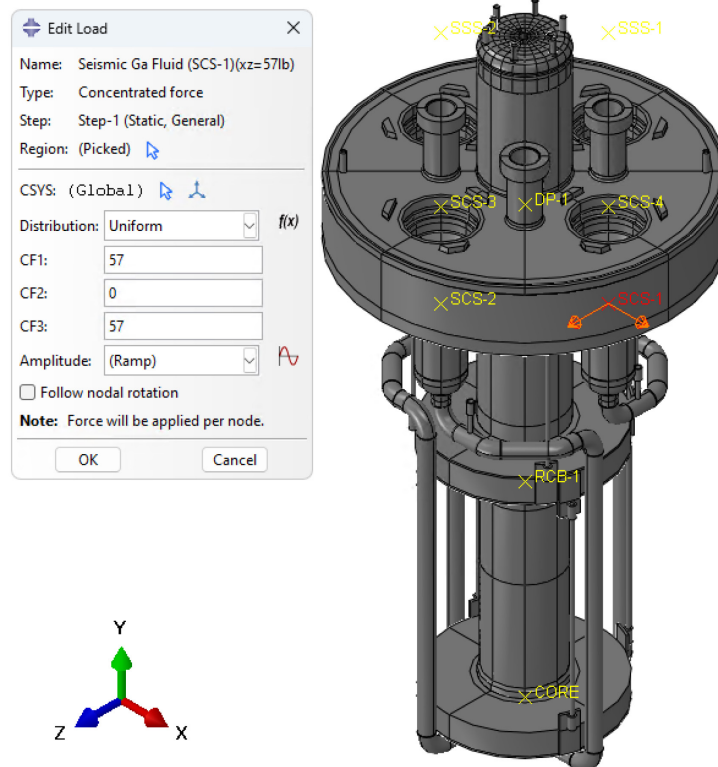 Edit Load
Name: Seismic Ga Fluid (SCS-1)(xz=57lb)
Type: Concentrated force
Step: Step-1 (Static, General)
Region: (Picked)
CSYS: (Global)
Distribution: Uniform f(x)
CF1: 57
CF2: 0
CF3: 57
Amplitude: (Ramp)
Follow nodal rotation
Note: Force will be applied per node.
OK Cancel
SSS-2 SSS-1
SCS-3 DP-1 SCS-4
SCS-2 SCS-1
RCB-1
CORE
Y
Z X